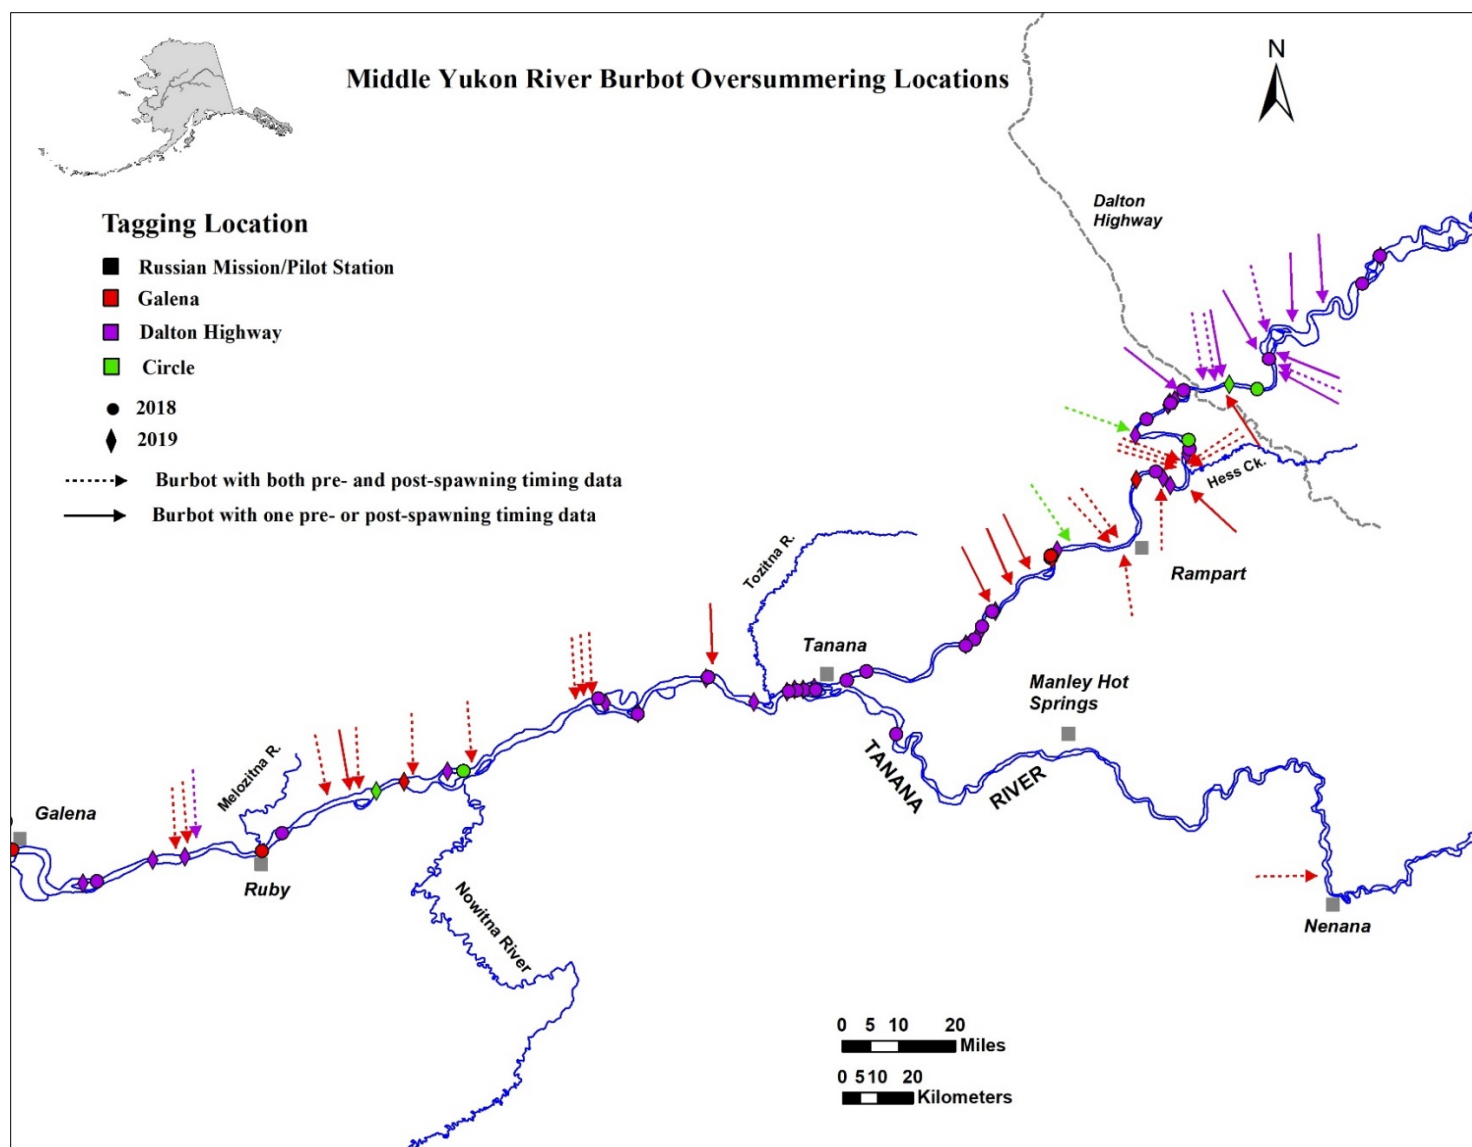 Middle Yukon River Burbot Oversummering Locations
N
Tagging Location
Russian Mission/Pilot Station
Galena
Dalton Highway
Circle
2018
2019
Burbot with both pre- and post-spawning timing data
Burbot with one pre- or post-spawning timing data
Dalton
Highway
Hess Ck.
Rampart
Tozitna R.
Tanana
Manley Hot
Springs
TANANA
RIVER
Melozitna R.
Galena
Ruby
Nowitna River
Nenana
0 5 10 20
Miles
0 5 10 20
Kilometers